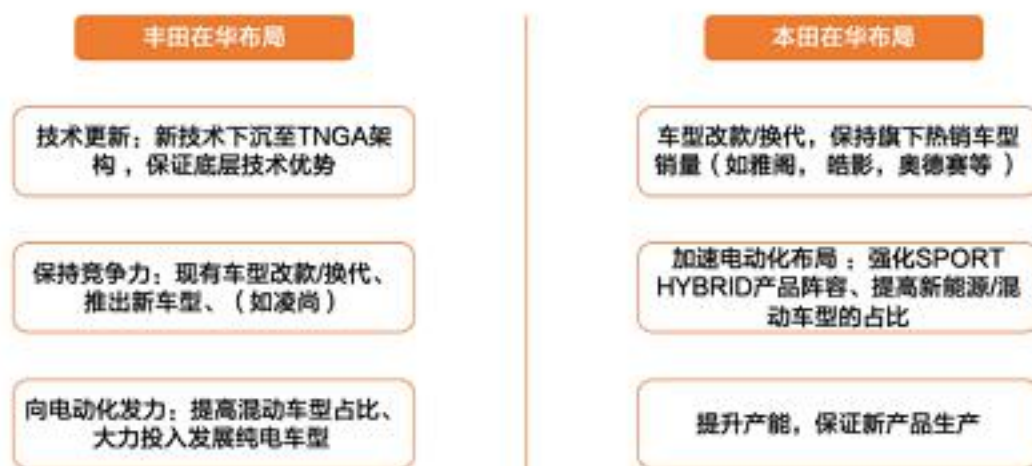 丰田在华布局
技术更新：新技术下沉至TNGA架
构，保证底层技术优势
保持竞争力：现有车型改款/换代、
推出新车型、（如凌尚）
向电动化发力：提高混动车型占比、
大力投入发展纯电车型
本田在华布局
车型改款/换代，保持旗下热销车型
销量（如雅阁， 皓影，奥德赛等 ）
加速电动化布局 ：强化SPORT
HYBRID产品阵容、提高新能源/混
动车型的占比
提升产能，保证新产品生产